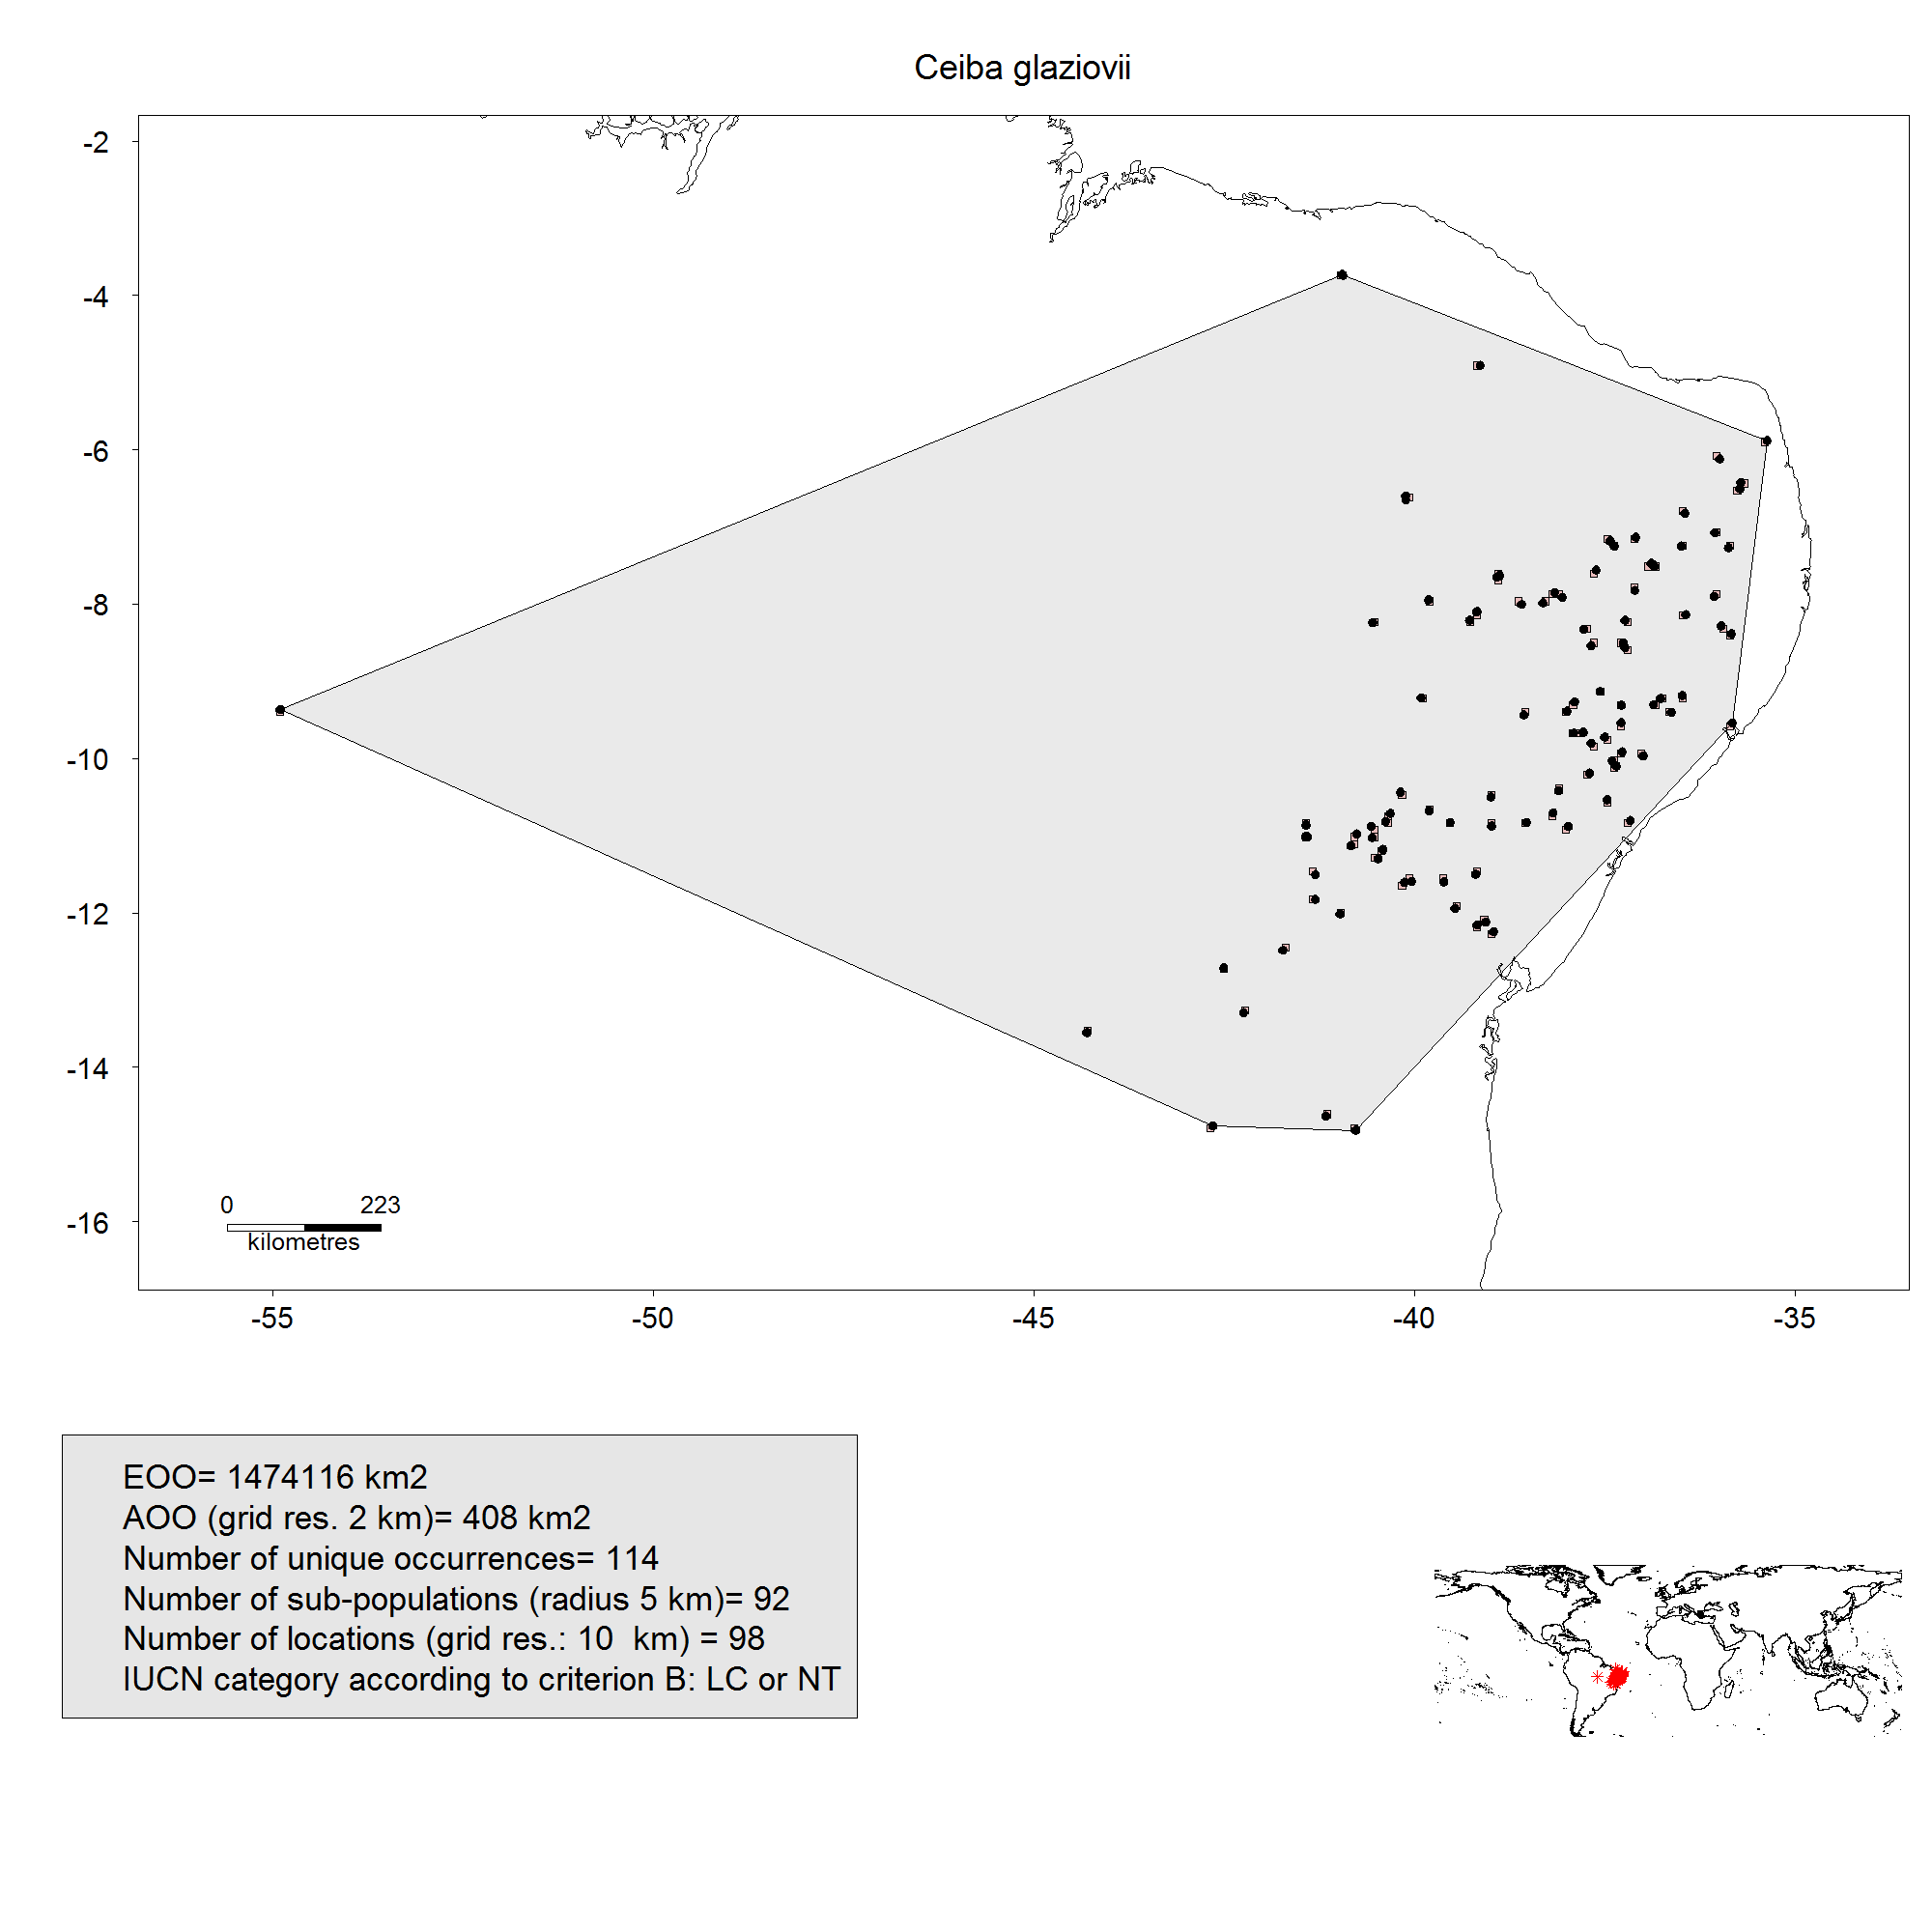 Ceiba glaziovii
-2
-4
-6
-8
-10
-12
-14
-16
0 223
kilometres
-55 -50 -45 -40 -35
EOO= 1474116 km2
AOO (grid res. 2 km)= 408 km2
Number of unique occurrences= 114
Number of sub-populations (radius 5 km)= 92
Number of locations (grid res.: 10  km) = 98
IUCN category according to criterion B: LC or NT